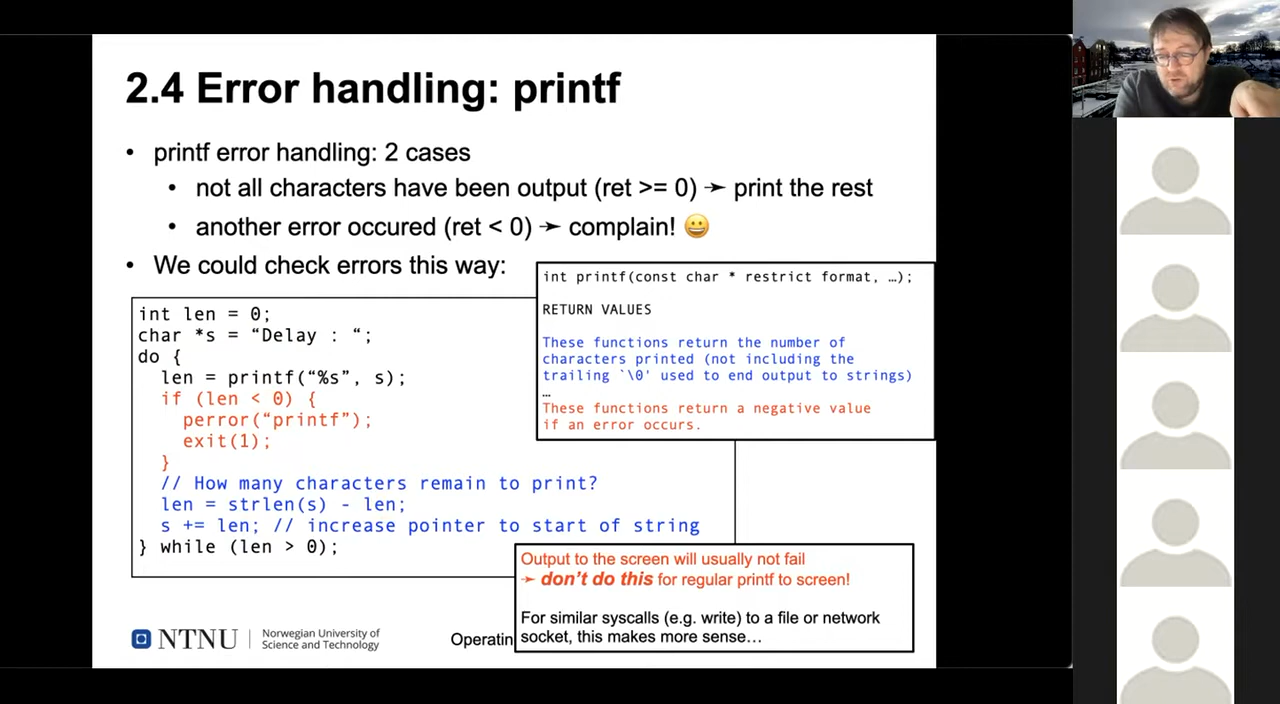 2.4 Error handling: printf
• printf error handling: 2 cases
• not all characters have been output (ret >= 0) ➛ print the rest
• another error occured (ret < 0) ➛ complain! 😀
• We could check errors this way:
int len = 0;
char *s = “Delay : “;
do {
len = printf(“%s”, s);
if (len < 0) {
perror(“printf”);
exit(1);
}
// How many characters remain to print?
len = strlen(s) - len;
s += len; // increase pointer to start of string
} while (len > 0);
int printf(const char * restrict format, …);
RETURN VALUES
These functions return the number of
characters printed (not including the
trailing `\0' used to end output to strings)
…
These functions return a negative value
if an error occurs.
Output to the screen will usually not fail
➛ don’t do this for regular printf to screen!
For similar syscalls (e.g. write) to a file or network
socket, this makes more sense…
NTNU
Norwegian University of
Science and Technology
Operatin